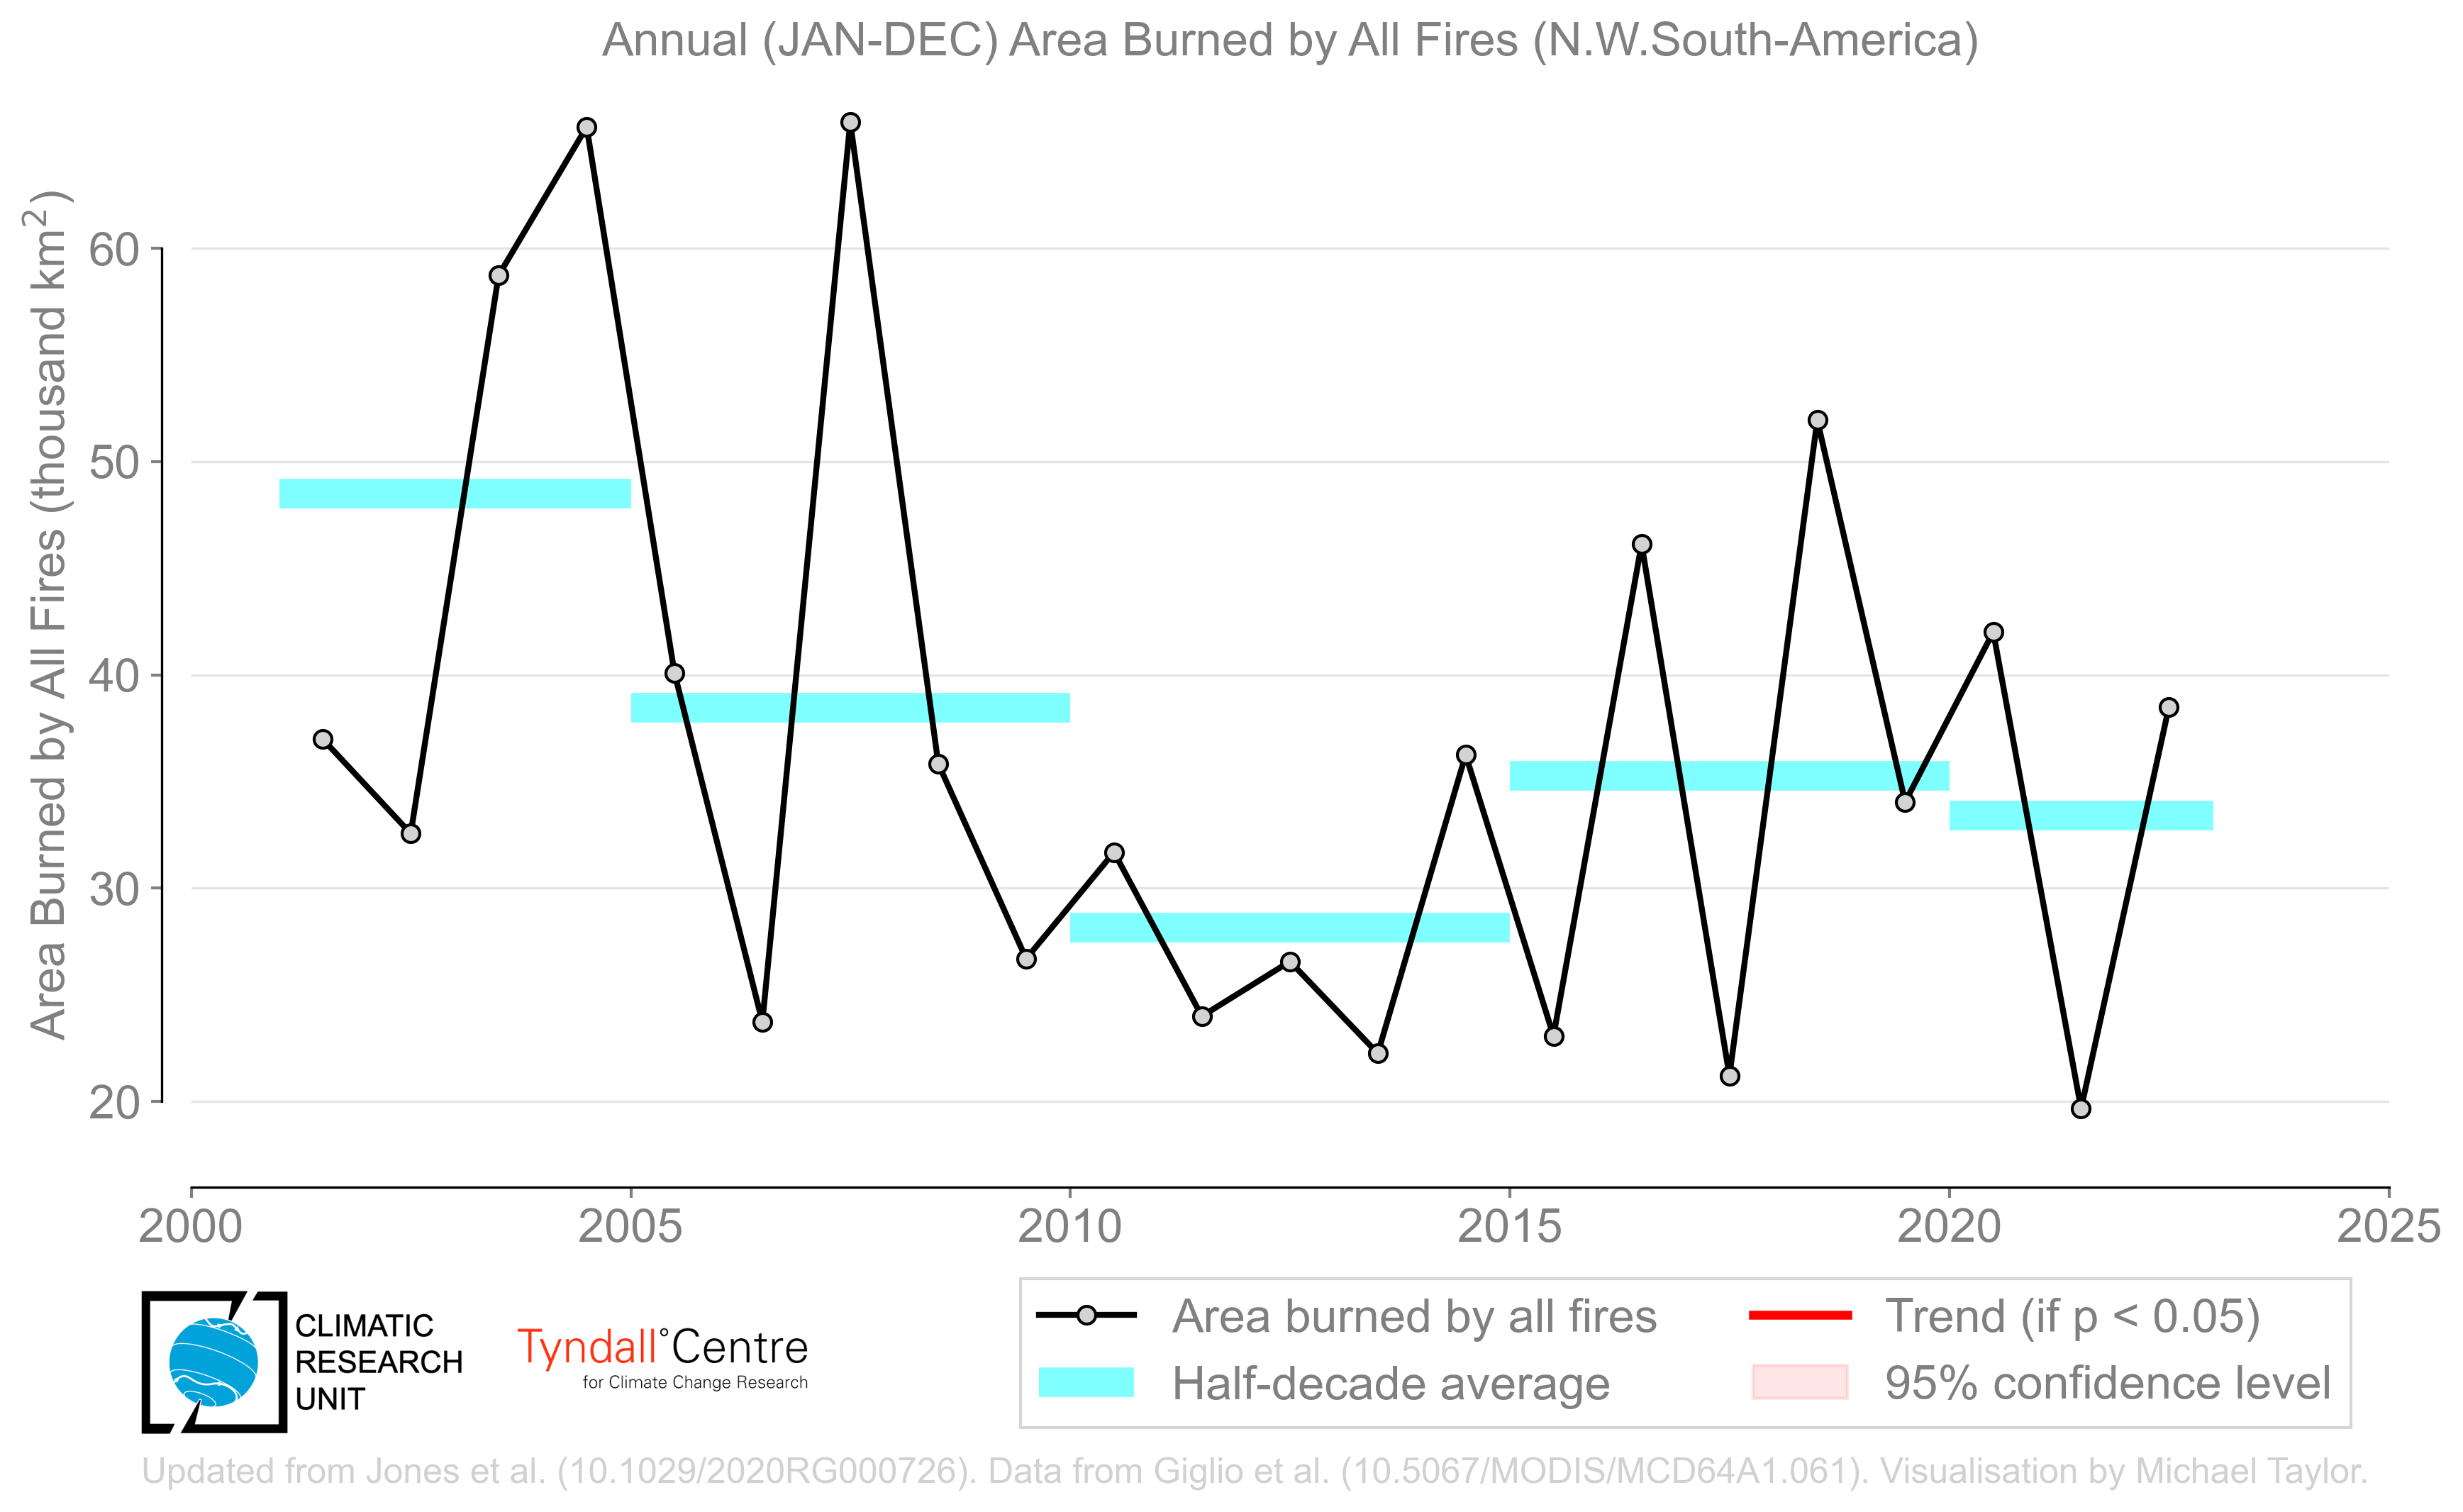 Annual (JAN-DEC) Area Burned by All Fires (N.W.South-America)
Area Burned by All Fires (thousand km²)
60
50
40
30
20
2000 2005 2010 2015 2020 2025
CLIMATIC
RESEARCH
UNIT
Tyndall°Centre
for Climate Change Research
Area burned by all fires
Half-decade average
Trend (if p < 0.05)
95% confidence level
Updated from Jones et al. (10.1029/2020RG000726). Data from Giglio et al. (10.5067/MODIS/MCD64A1.061). Visualisation by Michael Taylor.